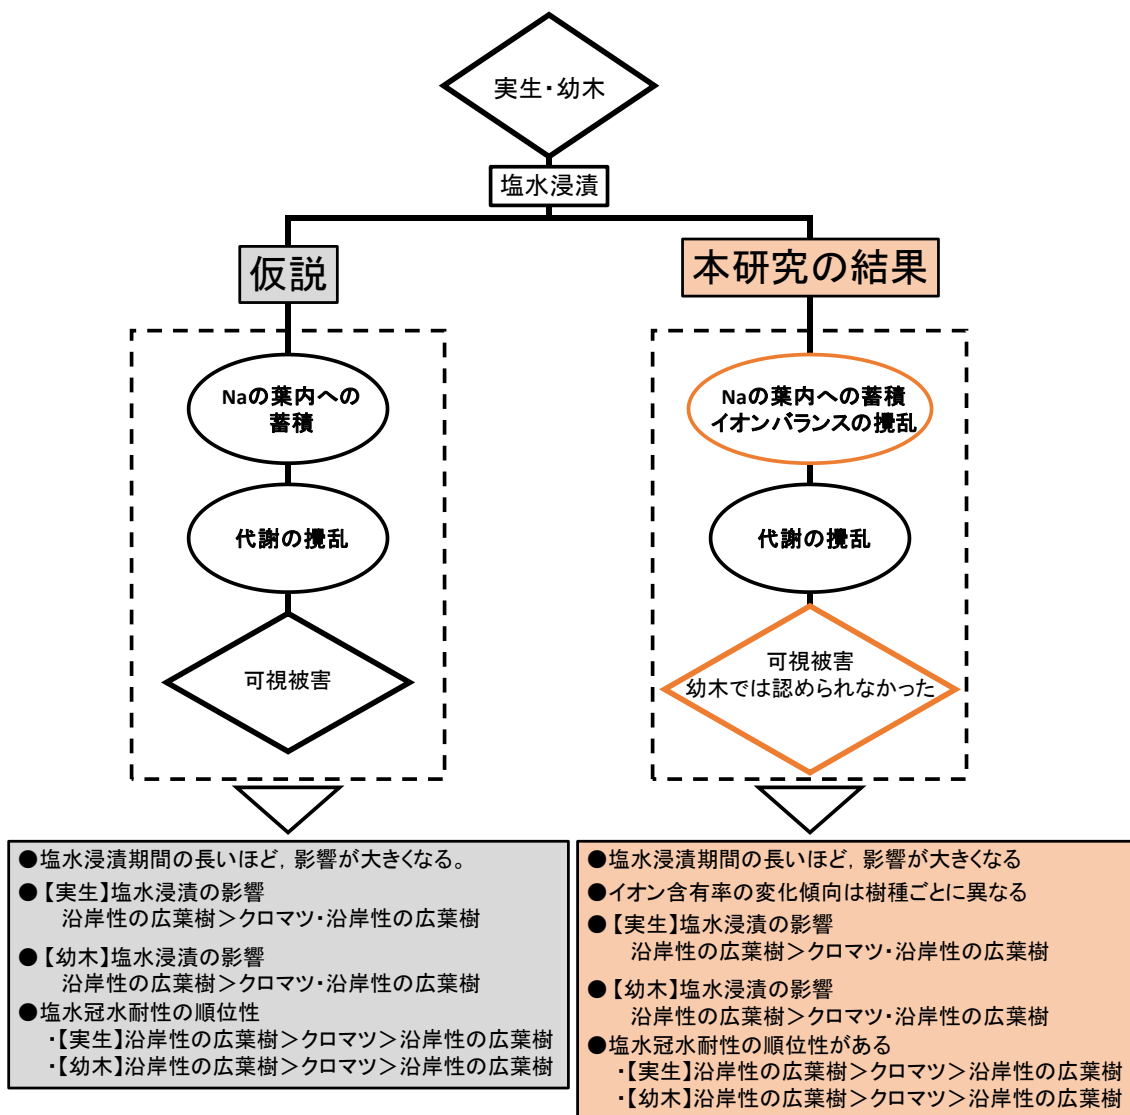 実生・幼木
塩水浸漬
仮説
Naの葉内への
蓄積
代謝の攪乱
可視被害
●塩水浸漬期間の長いほど，影響が大きくなる。
●【実生】塩水浸漬の影響
沿岸性の広葉樹＞クロマツ・沿岸性の広葉樹
●【幼木】塩水浸漬の影響
沿岸性の広葉樹＞クロマツ・沿岸性の広葉樹
●塩水冠水耐性の順位性
・【実生】沿岸性の広葉樹＞クロマツ＞沿岸性の広葉樹
・【幼木】沿岸性の広葉樹＞クロマツ＞沿岸性の広葉樹
本研究の結果
Naの葉内への蓄積
イオンバランスの攪乱
代謝の攪乱
可視被害
幼木では認められなかった
●塩水浸漬期間の長いほど，影響が大きくなる
●イオン含有率の変化傾向は樹種ごとに異なる
●【実生】塩水浸漬の影響
沿岸性の広葉樹＞クロマツ・沿岸性の広葉樹
●【幼木】塩水浸漬の影響
沿岸性の広葉樹＞クロマツ・沿岸性の広葉樹
●塩水冠水耐性の順位性がある
・【実生】沿岸性の広葉樹＞クロマツ＞沿岸性の広葉樹
・【幼木】沿岸性の広葉樹＞クロマツ＞沿岸性の広葉樹